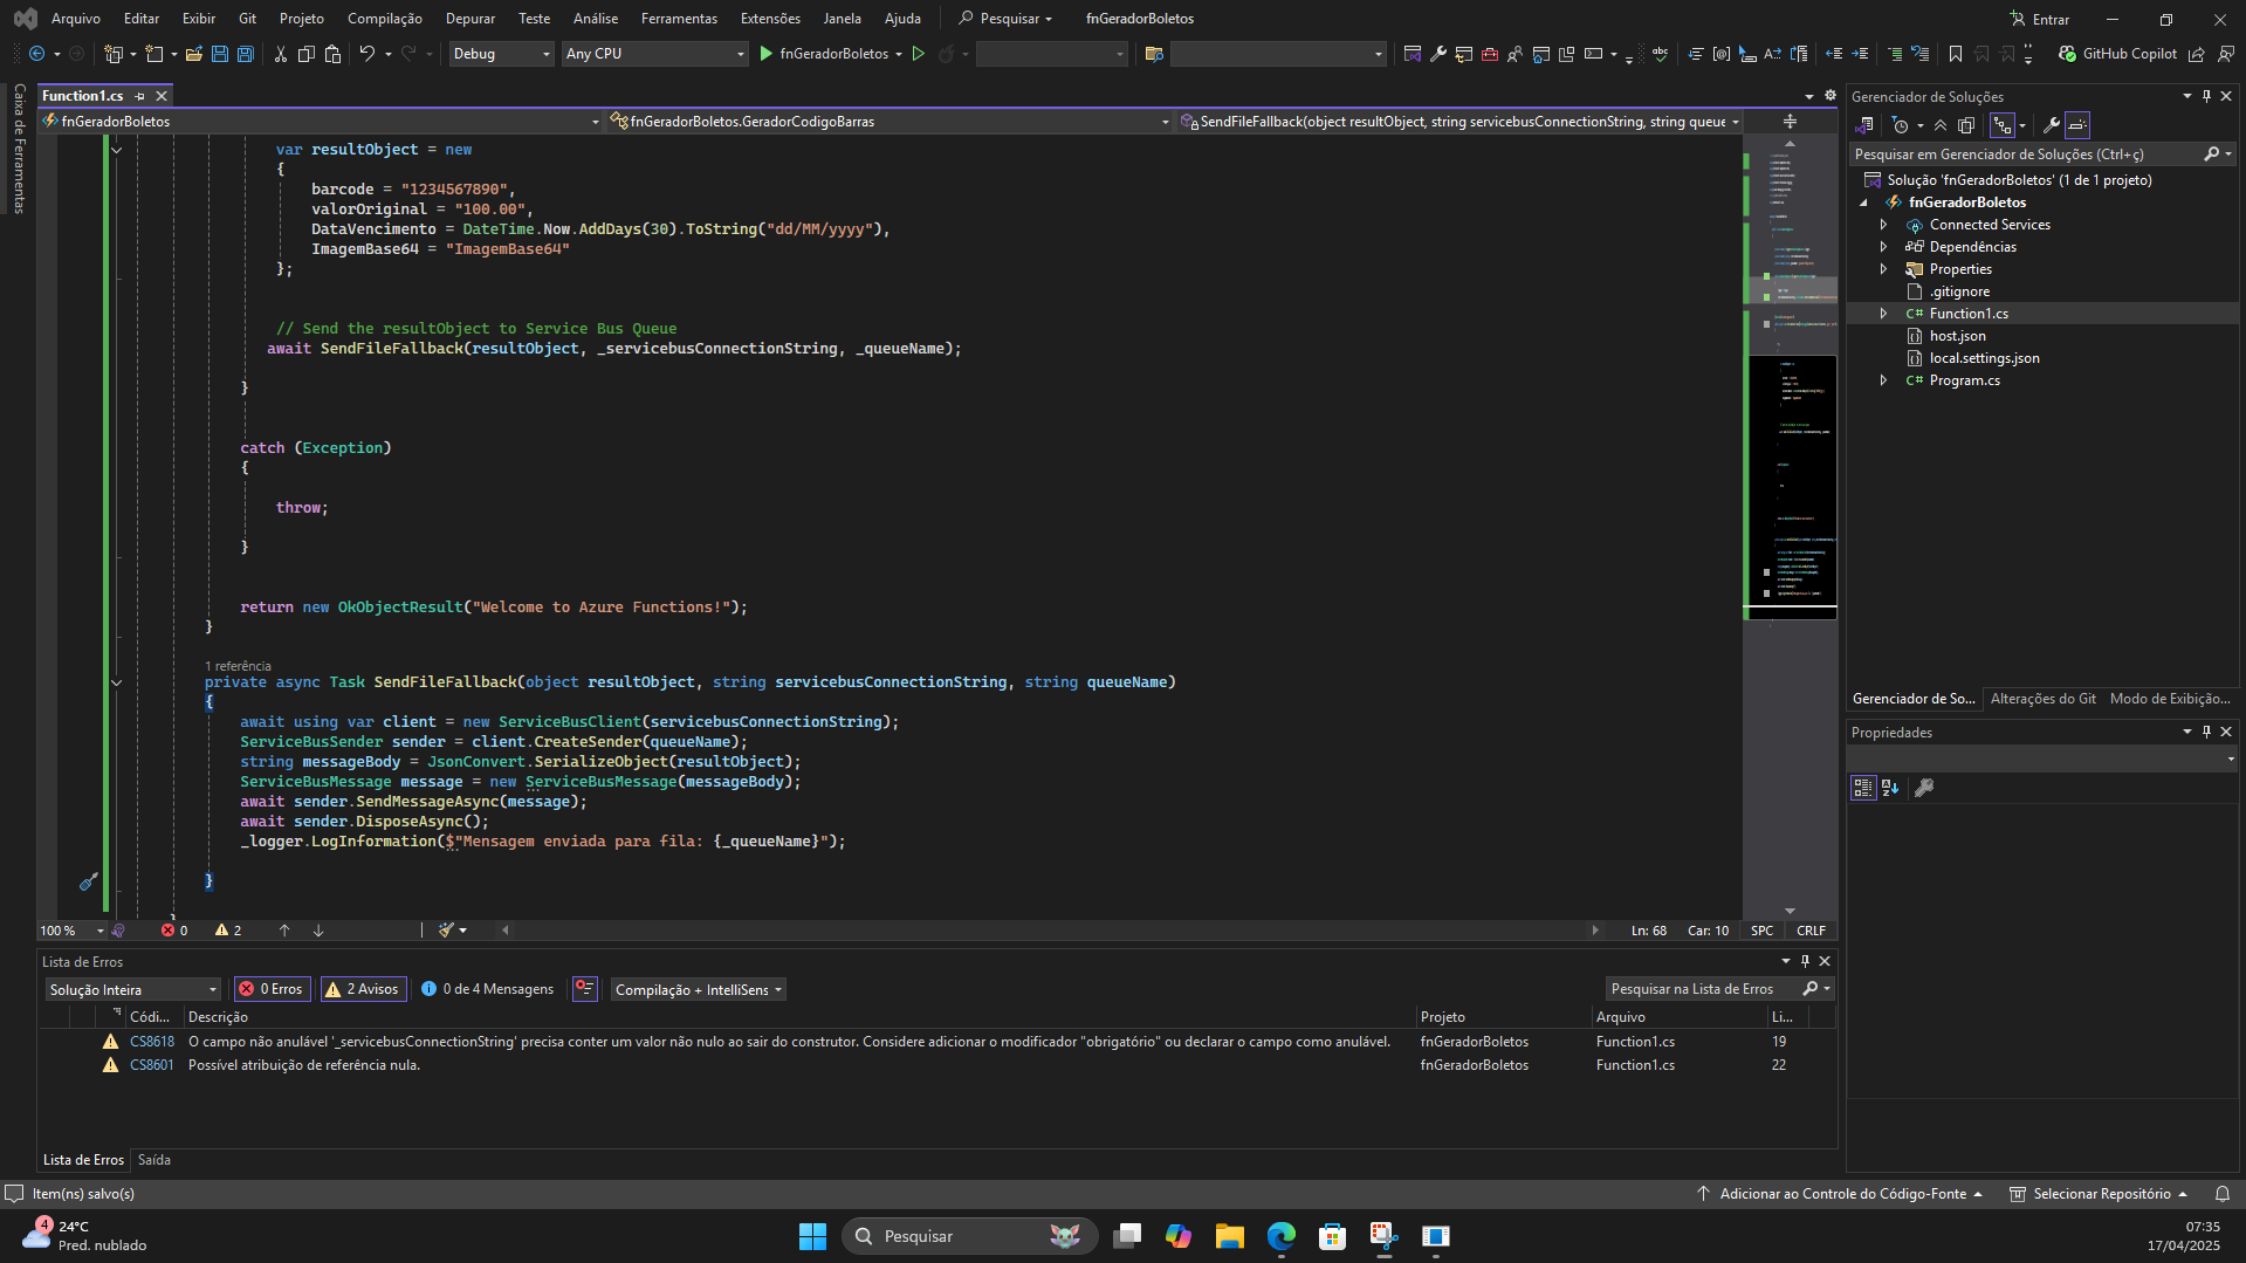 Arquivo Editar Exibir Git Projeto Compilação Depurar Teste Análise Ferramentas Extensões Janela Ajuda Pesquisar fnGeradorBoletos Entrar
Debug Any CPU fnGeradorBoletos GitHub Copilot
Caixa de Ferramentas
Function1.cs
fnGeradorBoletos fnGeradorBoletos.GeradorCodigoBarras SendFileFallback(object resultObject, string servicebusConnectionString, string queue
var resultObject = new
{
barcode = "1234567890",
valorOriginal = "100.00",
DataVencimento = DateTime.Now.AddDays(30).ToString("dd/MM/yyyy"),
ImagemBase64 = "ImagemBase64"
};
// Send the resultObject to Service Bus Queue
await SendFileFallback(resultObject, _servicebusConnectionString, _queueName);
}
catch (Exception)
{
throw;
}
return new OkObjectResult("Welcome to Azure Functions!");
}
1 referência
private async Task SendFileFallback(object resultObject, string servicebusConnectionString, string queueName)
{
await using var client = new ServiceBusClient(servicebusConnectionString);
ServiceBusSender sender = client.CreateSender(queueName);
string messageBody = JsonConvert.SerializeObject(resultObject);
ServiceBusMessage message = new ServiceBusMessage(messageBody);
await sender.SendMessageAsync(message);
await sender.DisposeAsync();
_logger.LogInformation($"Mensagem enviada para fila: {_queueName}");
}
}
100 % 0 2 Ln: 68 Car: 10 SPC CRLF
Lista de Erros
Solução Inteira 0 Erros 2 Avisos 0 de 4 Mensagens Compilação + IntelliSens Pesquisar na Lista de Erros
Códi... Descrição Projeto Arquivo Li...
CS8618 O campo não anulável '_servicebusConnectionString' precisa conter um valor não nulo ao sair do construtor. Considere adicionar o modificador "obrigatório" ou declarar o campo como anulável. fnGeradorBoletos Function1.cs 19
CS8601 Possível atribuição de referência nula. fnGeradorBoletos Function1.cs 22
Lista de Erros Saída
Gerenciador de Soluções
Pesquisar em Gerenciador de Soluções (Ctrl+ç)
Solução 'fnGeradorBoletos' (1 de 1 projeto)
fnGeradorBoletos
Connected Services
Dependências
Properties
.gitignore
C# Function1.cs
host.json
local.settings.json
C# Program.cs
Gerenciador de So... Alterações do Git Modo de Exibição...
Propriedades
Item(ns) salvo(s) Adicionar ao Controle do Código-Fonte Selecionar Repositório
4 24°C
Pred. nublado
Pesquisar
07:35
17/04/2025